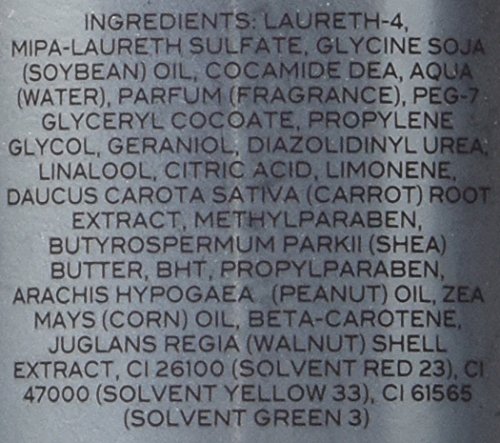 INGREDIENTS: LAURETH-4,
MIPA-LAURETH SULFATE, GLYCINE SOJA
(SOYBEAN) OIL, COCAMIDE DEA, AQUA
(WATER), PARFUM (FRAGRANCE), PEG-7
GLYCERYL COCOATE, PROPYLENE
GLYCOL, GERANIOL, DIAZOLIDINYL UREA,
LINALOOL, CITRIC ACID, LIMONENE,
DAUCUS CAROTA SATIVA (CARROT) ROOT
EXTRACT, METHYLPARABEN,
BUTYROSPERMUM PARKII (SHEA)
BUTTER, BHT, PROPYLPARABEN,
ARACHIS HYPOGAEA (PEANUT) OIL, ZEA
MAYS (CORN) OIL, BETA-CAROTENE,
JUGLANS REGIA (WALNUT) SHELL
EXTRACT, CI 26100 (SOLVENT RED 23), CI
47000 (SOLVENT YELLOW 33), CI 61565
(SOLVENT GREEN 3)